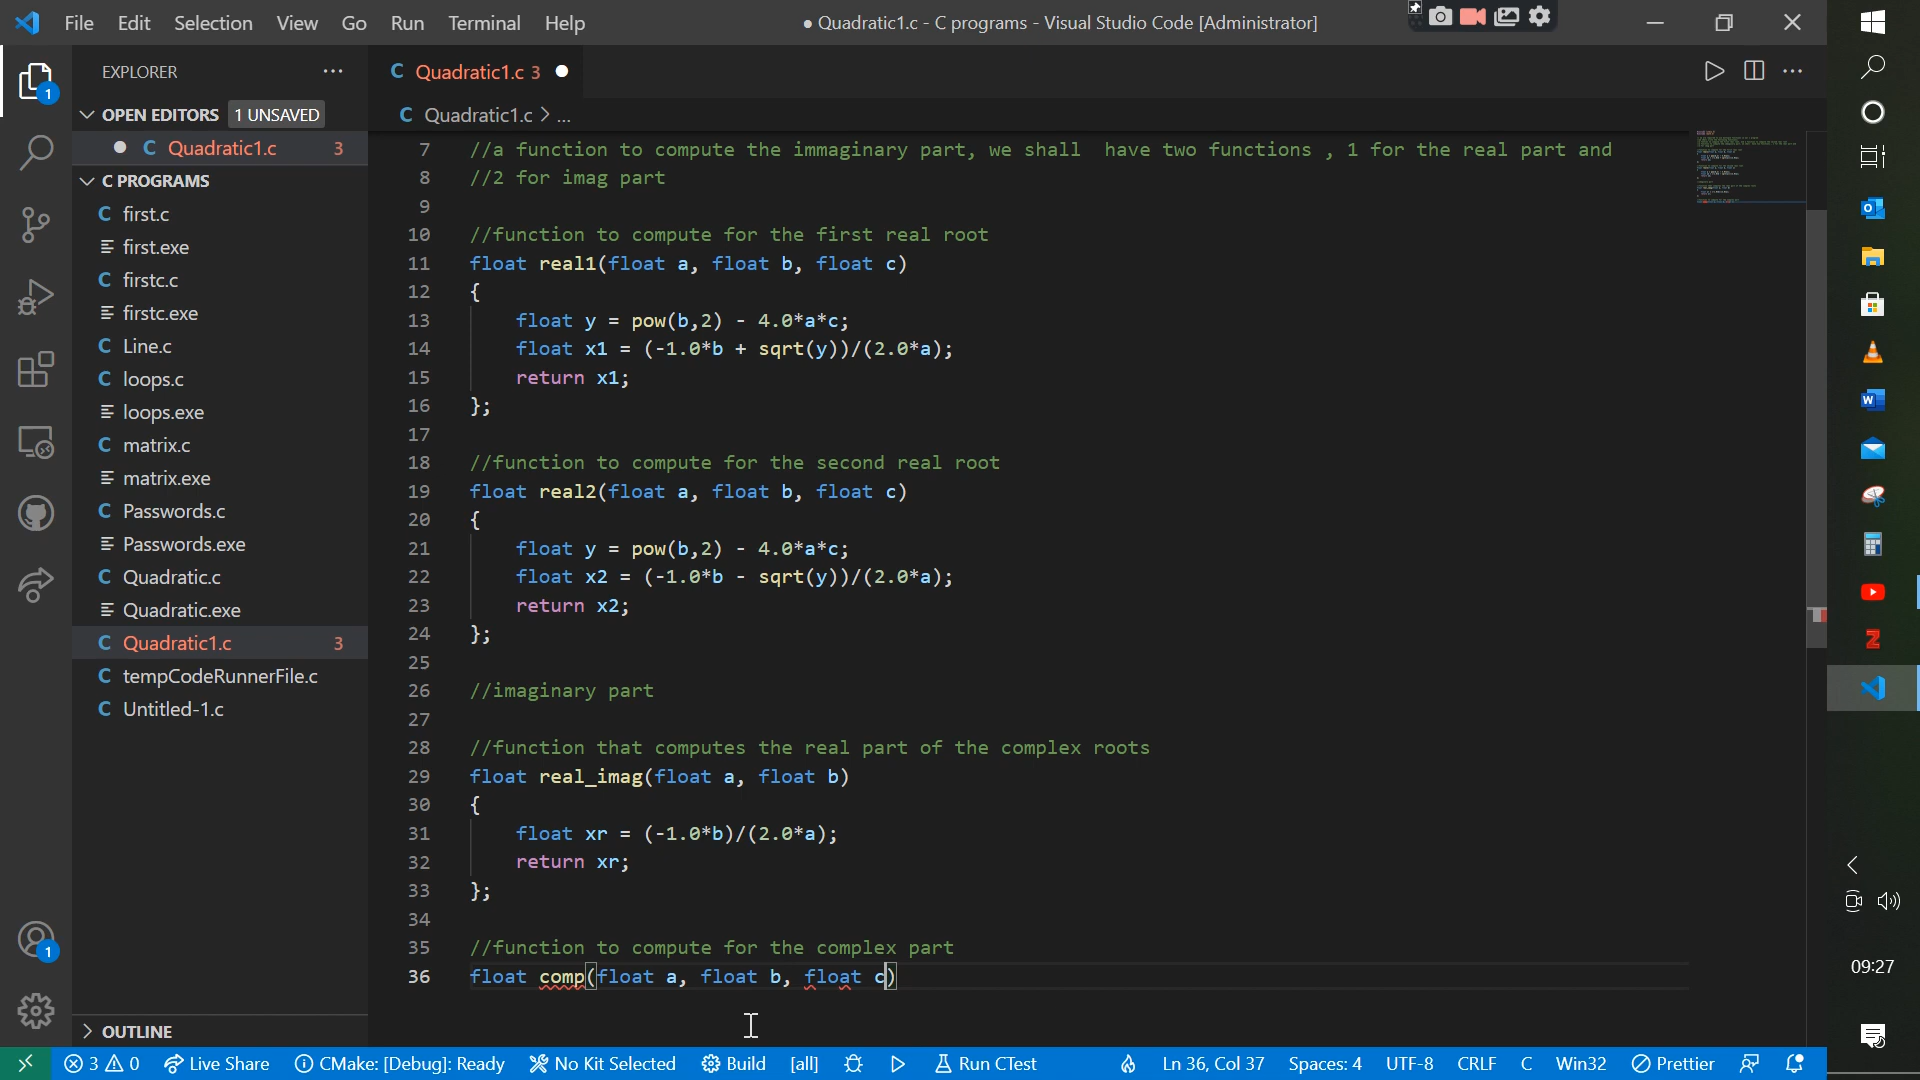 File Edit Selection View Go Run Terminal Help
● Quadratic1.c - C programs - Visual Studio Code [Administrator]
EXPLORER
Quadratic1.c 3
OPEN EDITORS 1 UNSAVED
Quadratic1.c > ...
C Quadratic1.c 3
C PROGRAMS
C first.c
first.exe
C firstc.c
firstc.exe
C Line.c
C loops.c
loops.exe
C matrix.c
matrix.exe
C Passwords.c
Passwords.exe
C Quadratic.c
Quadratic.exe
C Quadratic1.c 3
C tempCodeRunnerFile.c
C Untitled-1.c
OUTLINE
7 //a function to compute the immaginary part, we shall  have two functions , 1 for the real part and
8 //2 for imag part
9
10 //function to compute for the first real root
11 float real1(float a, float b, float c)
12 {
13     float y = pow(b,2) - 4.0*a*c;
14     float x1 = (-1.0*b + sqrt(y))/(2.0*a);
15     return x1;
16 };
17
18 //function to compute for the second real root
19 float real2(float a, float b, float c)
20 {
21     float y = pow(b,2) - 4.0*a*c;
22     float x2 = (-1.0*b - sqrt(y))/(2.0*a);
23     return x2;
24 };
25
26 //imaginary part
27
28 //function that computes the real part of the complex roots
29 float real_imag(float a, float b)
30 {
31     float xr = (-1.0*b)/(2.0*a);
32     return xr;
33 };
34
35 //function to compute for the complex part
36 float comp(float a, float b, float c)
09:27
3 0 Live Share CMake: [Debug]: Ready No Kit Selected Build [all] Run CTest Ln 36, Col 37 Spaces: 4 UTF-8 CRLF C Win32 Prettier